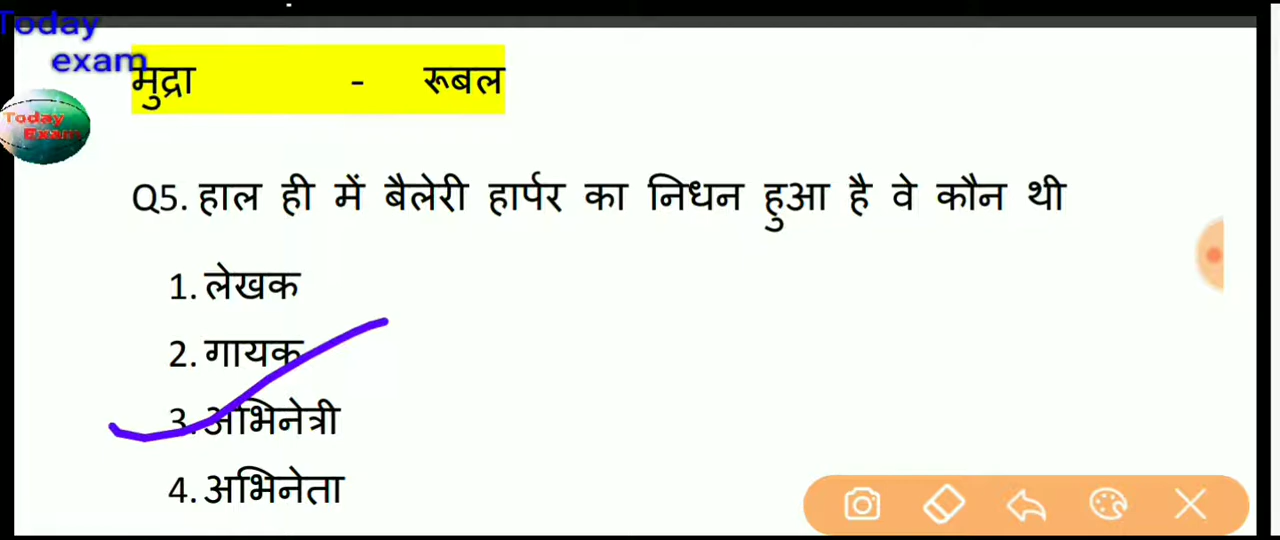 Today
exam
मुद्रा - रूबल
Today
Exam
Q5. हाल ही में बैलेरी हार्पर का निधन हुआ है वे कौन थी
1. लेखक
2. गायक
3. अभिनेत्री
4. अभिनेता